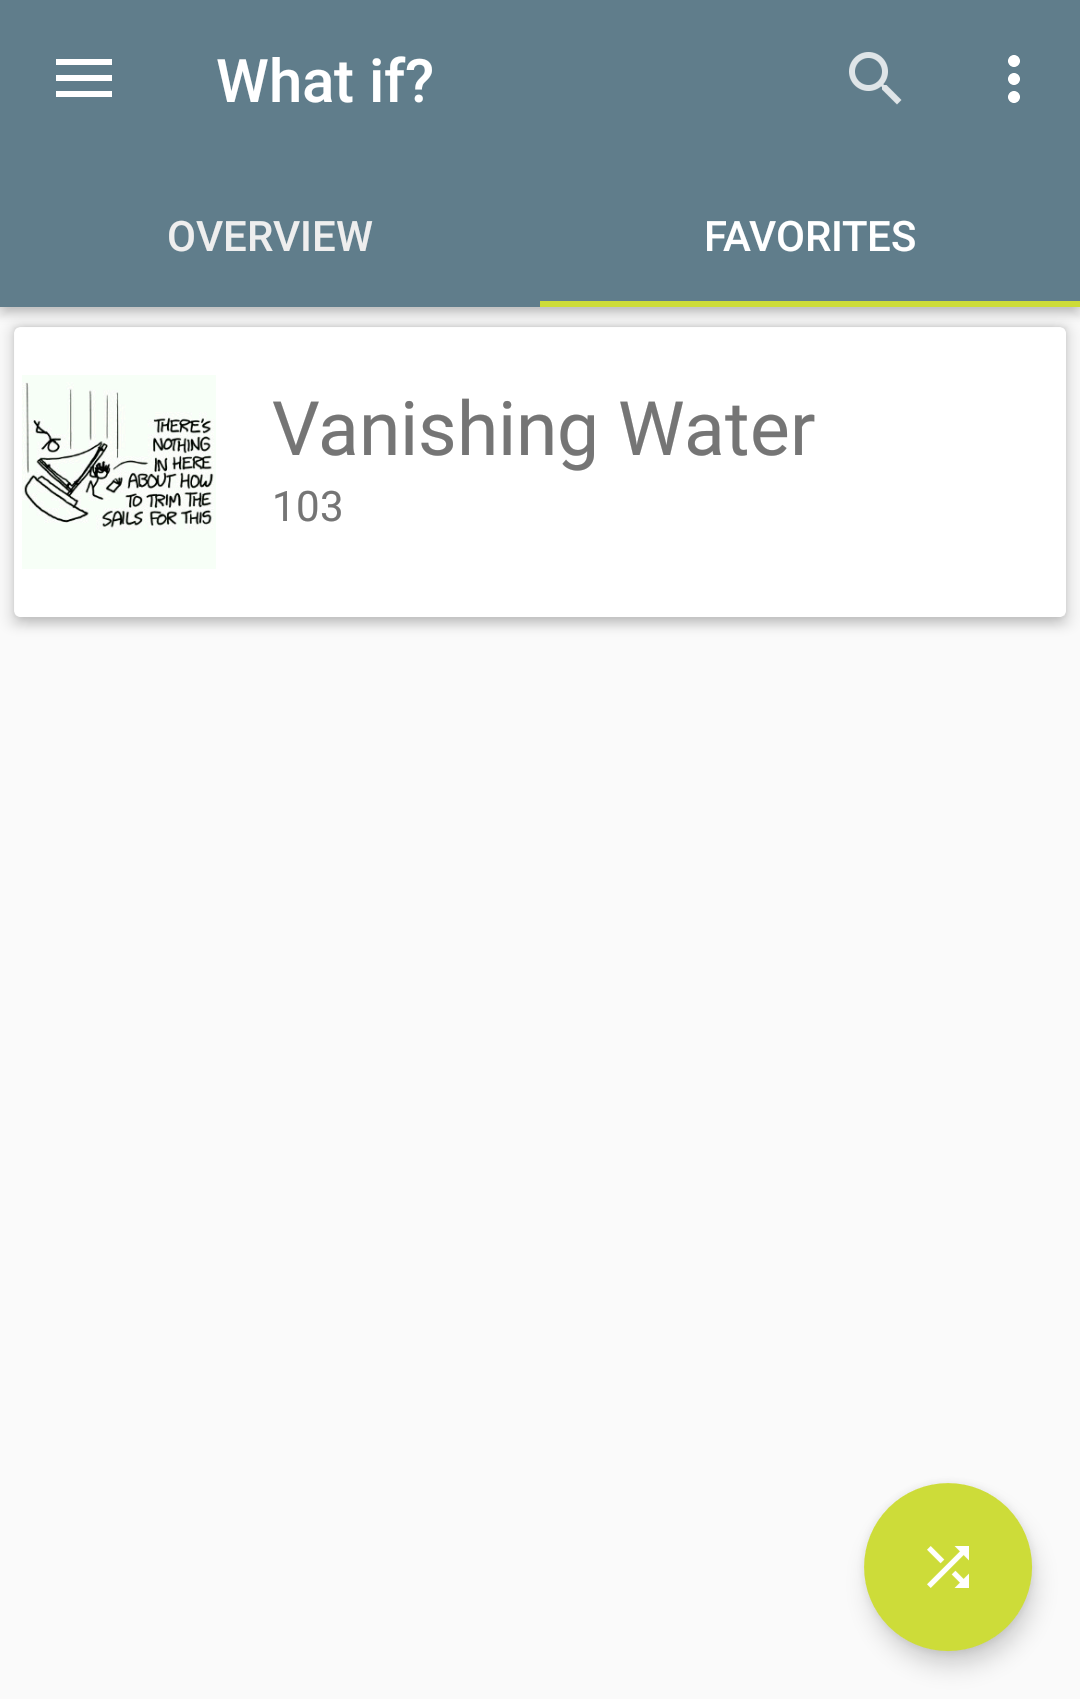 What if?
OVERVIEW
FAVORITES
THERE'S
NOTHING
IN HERE
ABOUT HOW
TO TRIM THE
SAILS FOR THIS
Vanishing Water
103